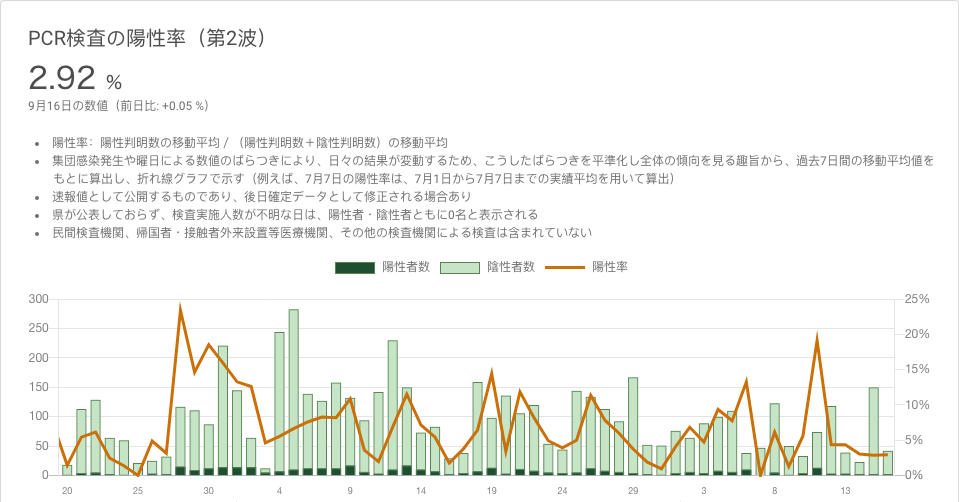 PCR検査の陽性率（第2波）
2.92 %
9月16日の数値（前日比: +0.05 %）
• 陽性率：陽性判明数の移動平均 / （陽性判明数＋陰性判明数）の移動平均
• 集団感染発生や曜日による数値のばらつきにより、日々の結果が変動するため、こうしたばらつきを平準化し全体の傾向を見る趣旨から、過去7日間の移動平均値を
もとに算出し、折れ線グラフで示す（例えば、7月7日の陽性率は、7月1日から7月7日までの実績平均を用いて算出）
• 速報値として公開するものであり、後日確定データとして修正される場合あり
• 県が公表しておらず、検査実施人数が不明な日は、陽性者・陰性者ともに0名と表示される
• 民間検査機関、帰国者・接触者外来設置等医療機関、その他の検査機関による検査は含まれていない
陽性者数 陰性者数 陽性率
300 25%
250 20%
200 15%
150 10%
100 5%
50 0%
0
20 25 30 4 9 14 19 24 29 3 8 13